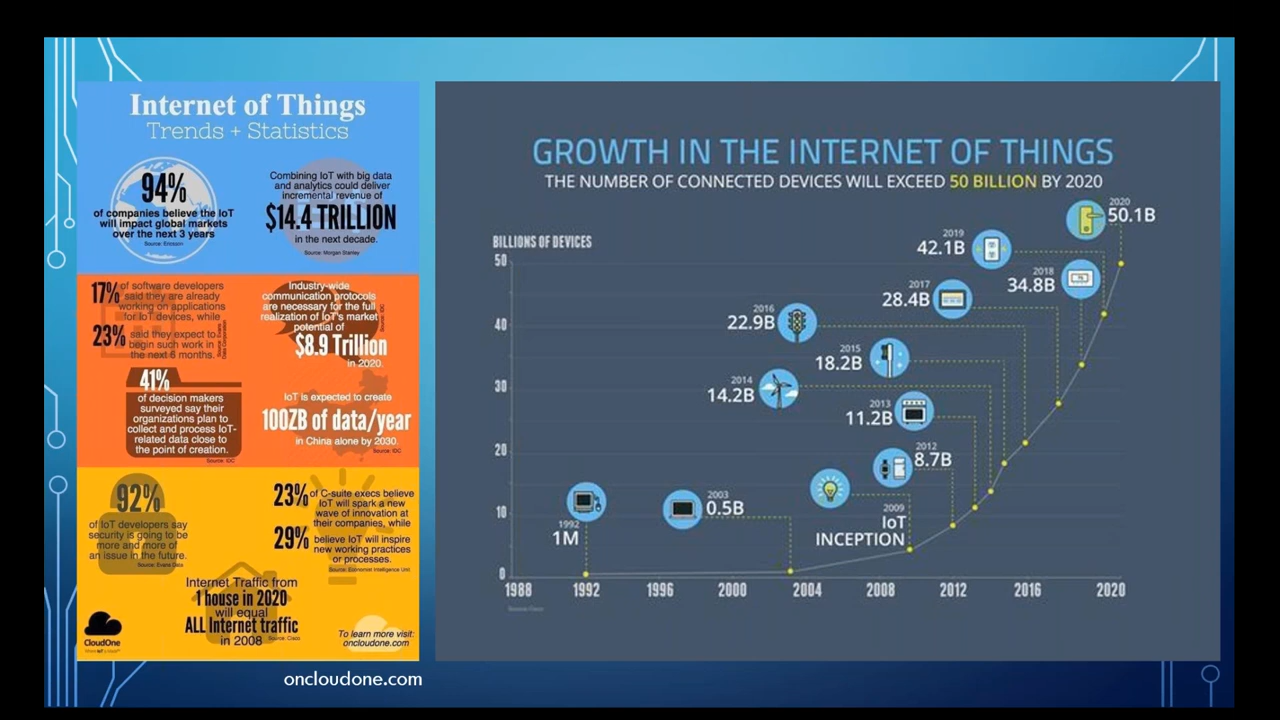 Internet of Things
Trends + Statistics
94%
of companies believe the IoT
will impact global markets
over the next 3 years
Source: Ericsson
Combining IoT with big data
and analytics could deliver
incremental revenue of
$14.4 TRILLION
in the next decade.
Source: Morgan Stanley
17% of software developers
said they are already
working on applications
for IoT devices, while
23% said they expect to
begin such work in
the next 6 months.
Source: Evans
Data Corporation
Industry-wide
communication protocols
are necessary for the full
realization of IoT's market
potential of
$8.9 Trillion
in 2020.
Source: IDC
41%
of decision makers
surveyed say their
organizations plan to
collect and process IoT-
related data close to
the point of creation.
Source: IDC
IoT is expected to create
100ZB of data/year
in China alone by 2030.
Source: IDC
92%
of IoT developers say
security is going to be
more and more of
an issue in the future.
Source: Evans Data
23% of C-suite execs believe
IoT will spark a new
wave of innovation at
their companies, while
29% believe IoT will inspire
new working practices
or processes.
Source: Economist Intelligence Unit
Internet Traffic from
1 house in 2020
will equal
ALL Internet traffic
in 2008
Source: Cisco
CloudOne
To learn more visit:
oncloudone.com
GROWTH IN THE INTERNET OF THINGS
THE NUMBER OF CONNECTED DEVICES WILL EXCEED 50 BILLION BY 2020
BILLIONS OF DEVICES
50
40
30
20
10
0
1988
1992
1996
2000
2004
2008
2012
2016
2020
1992
1M
2003
0.5B
2009
IoT
INCEPTION
2012
8.7B
2013
11.2B
2014
14.2B
2015
18.2B
2016
22.9B
2017
28.4B
2018
34.8B
2019
42.1B
2020
50.1B
oncloudone.com